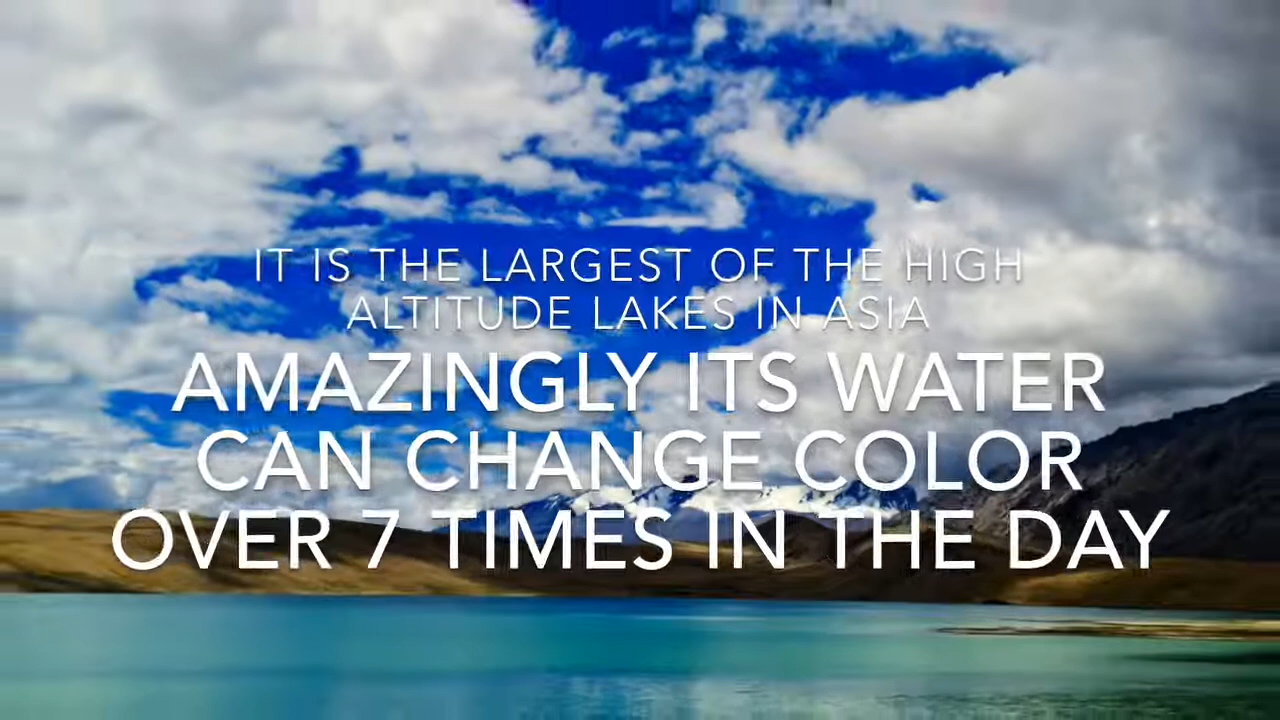 IT IS THE LARGEST OF THE HIGH
ALTITUDE LAKES IN ASIA
AMAZINGLY ITS WATER
CAN CHANGE COLOR
OVER 7 TIMES IN THE DAY